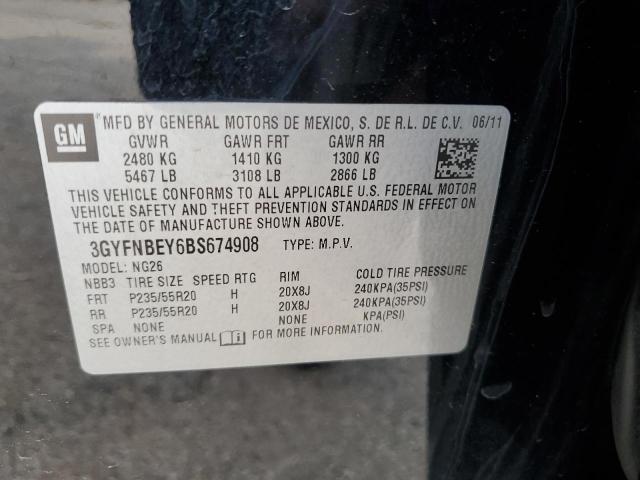 GM "MFD BY GENERAL MOTORS DE MEXICO, S. DE R.L. DE C.V. 06/11
GVWR GAWR FRT GAWR RR
2480 KG 1410 KG 1300 KG
5467 LB 3108 LB 2866 LB
THIS VEHICLE CONFORMS TO ALL APPLICABLE U.S. FEDERAL MOTOR
VEHICLE SAFETY AND THEFT PREVENTION STANDARDS IN EFFECT ON
THE DATE OF MANUFACTURE SHOWN ABOVE.
3GYFNBEY6BS674908 TYPE: M.P.V.
MODEL: NG26
NBB3 TIRE SIZE SPEED RTG RIM COLD TIRE PRESSURE
FRT P235/55R20 H 20X8J 240KPA(35PSI)
RR P235/55R20 H 20X8J 240KPA(35PSI)
SPA NONE NONE KPA(PSI)
SEE OWNER'S MANUAL FOR MORE INFORMATION.